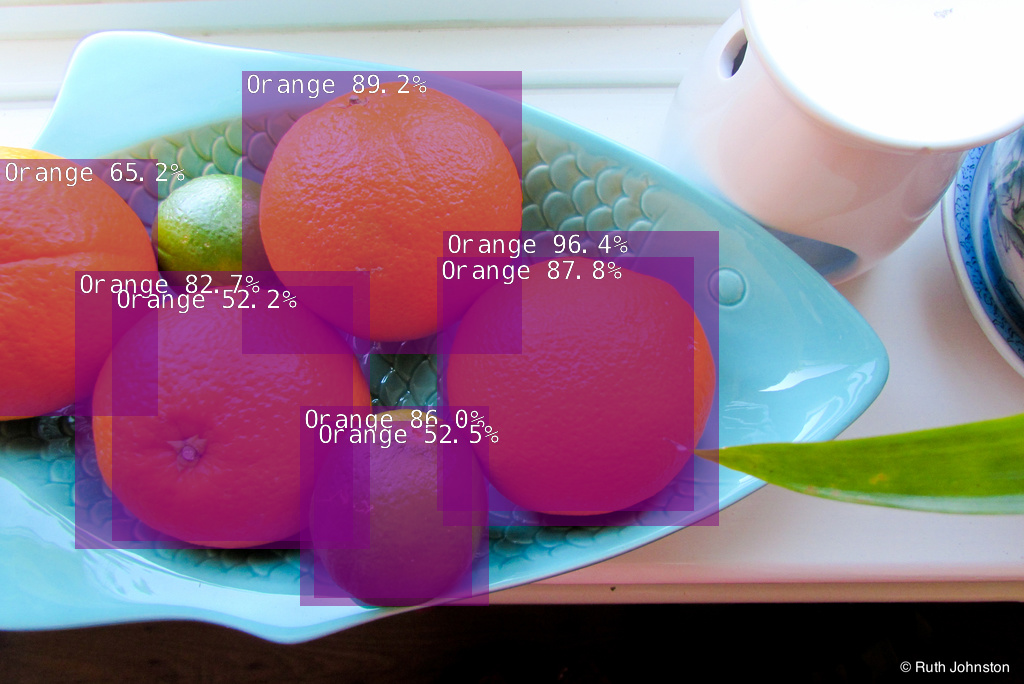 Orange 89.2%
Orange 65.2%
Orange 96.4%
Orange 87.8%
Orange 82.7%
Orange 52.2%
Orange 86.0%
Orange 52.5%
© Ruth Johnston